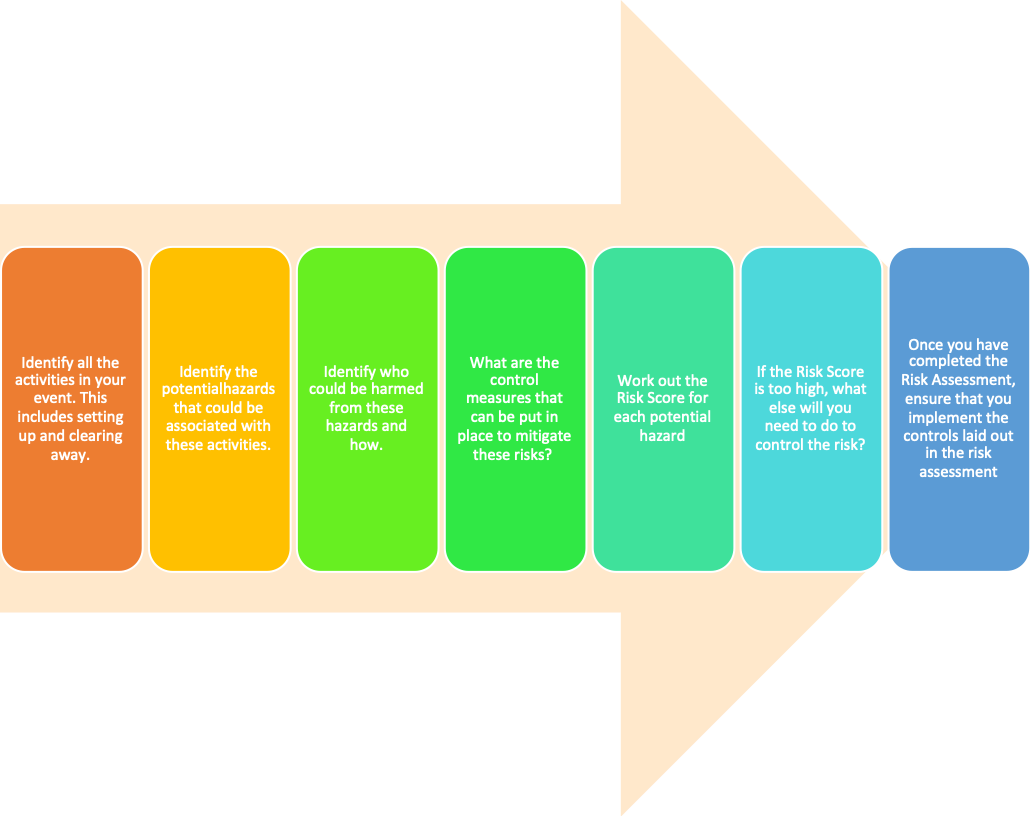 Identify all the
activities in your
event. This
includes setting
up and clearing
away.
Identify the
potentialhazards
that could be
associated with
these activities.
Identify who
could be harmed
from these
hazards and
how.
What are the
control
measures that
can be put in
place to mitigate
these risks?
Work out the
Risk Score for
each potential
hazard
If the Risk Score
is too high, what
else will you
need to do to
control the risk?
Once you have
completed the
Risk Assessment,
ensure that you
implement the
controls laid out
in the risk
assessment